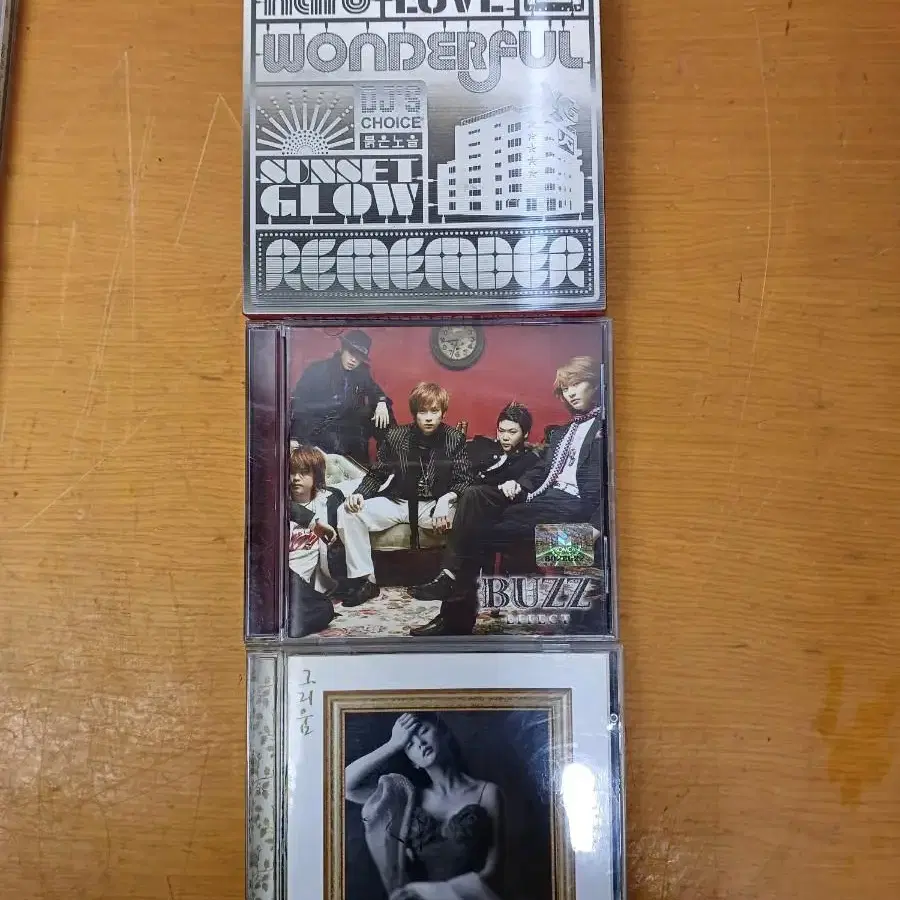 LOVE
WONDERFUL
DJ'S
CHOICE
붉은노을
SUNSET
GLOW
REMEMBER
BUZZ
EFFECT
그리움